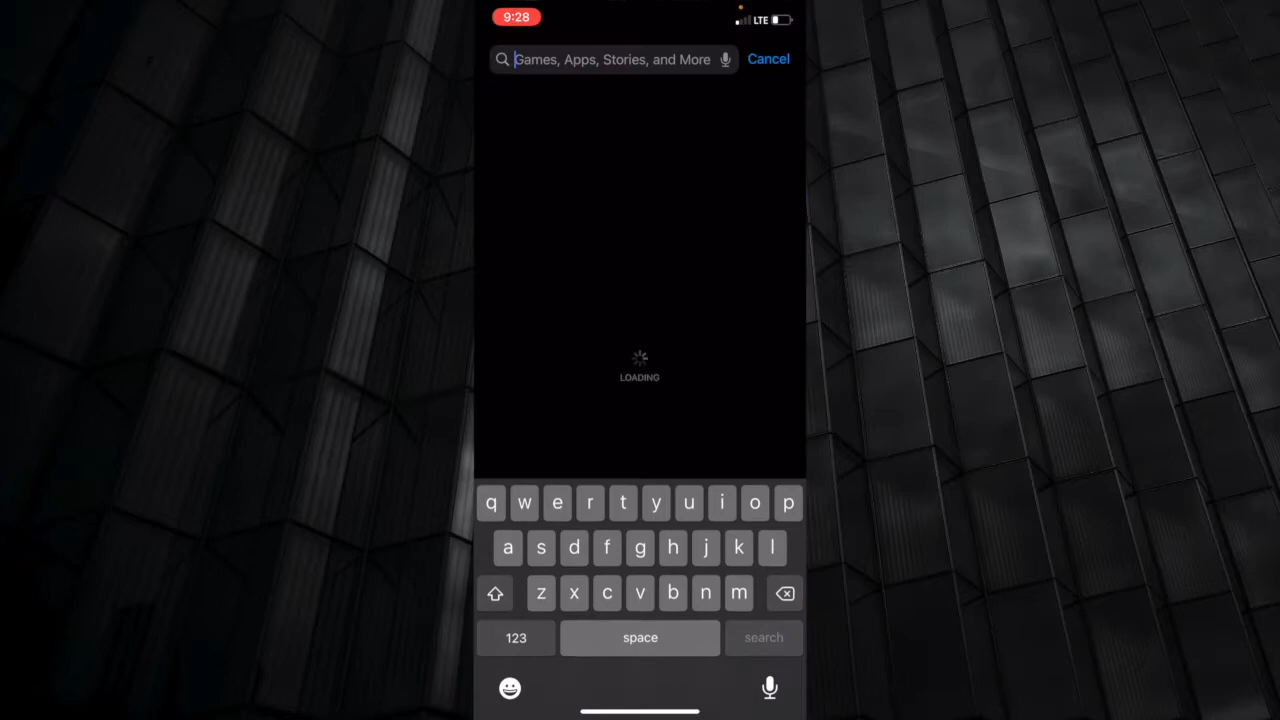 9:28
LTE
Games, Apps, Stories, and More
Cancel
LOADING
q w e r t y u i o p
a s d f g h j k l
z x c v b n m
123 space search